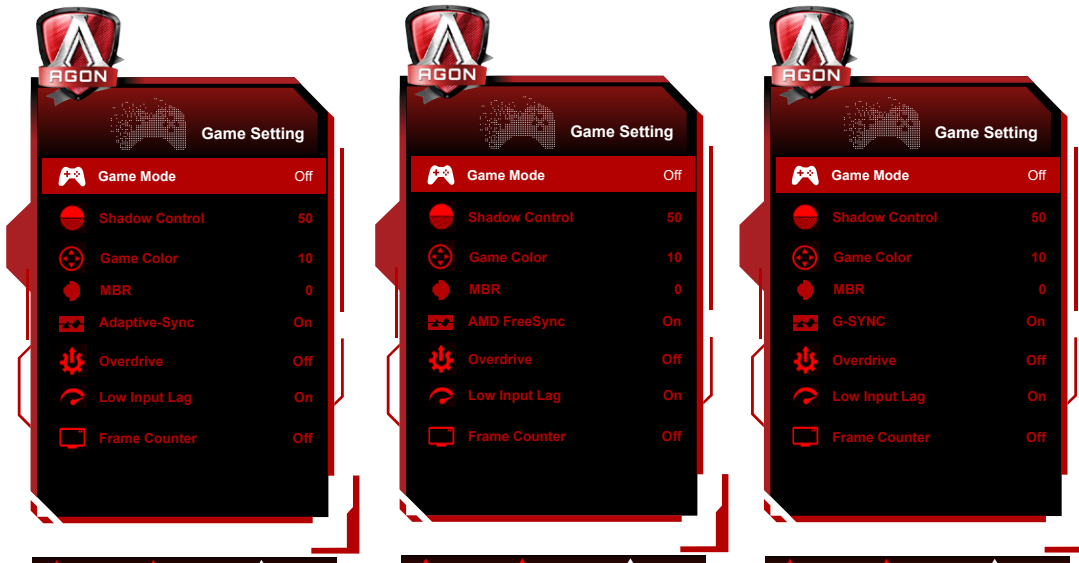 AGON
Game Setting
Game Mode Off
Shadow Control 50
Game Color 10
MBR 0
Adaptive-Sync On
Overdrive Off
Low Input Lag On
Frame Counter Off
AGON
Game Setting
Game Mode Off
Shadow Control 50
Game Color 10
MBR 0
AMD FreeSync On
Overdrive Off
Low Input Lag On
Frame Counter Off
AGON
Game Setting
Game Mode Off
Shadow Control 50
Game Color 10
MBR 0
G-SYNC On
Overdrive Off
Low Input Lag On
Frame Counter Off